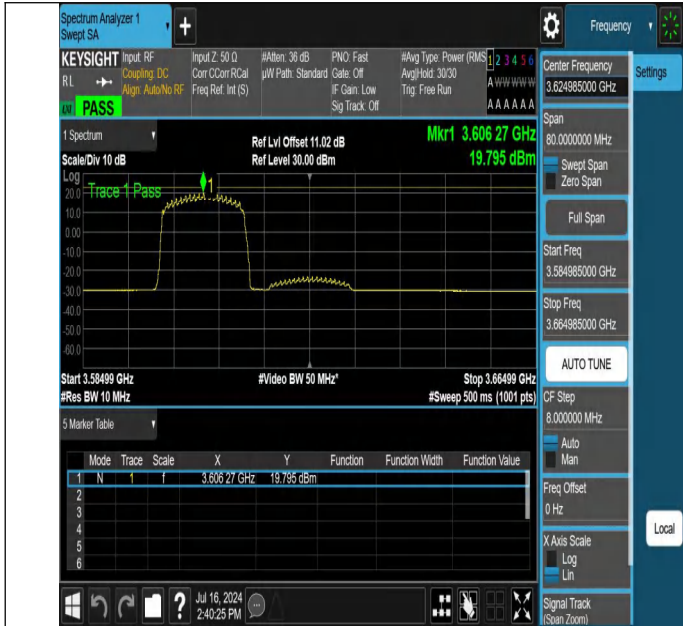 Spectrum Analyzer 1
Swept SA
+
Frequency
KEYSIGHT
RL
PASS
Input: RF
Coupling: DC
Align: Auto/No RF
Input Z: 50 Ω
Corr CCorr RCal
Freq Ref: Int (S)
#Atten: 36 dB
µW Path: Standard
PNO: Fast
Gate: Off
IF Gain: Low
Sig Track: Off
#Avg Type: Power (RMS
Avg|Hold: 30/30
Trig: Free Run
1 2 3 4 5 6
A W W W W W
A A A A A A
1 Spectrum
Scale/Div 10 dB
Ref Lvl Offset 11.02 dB
Ref Level 30.00 dBm
Mkr1 3.606 27 GHz
19.795 dBm
Log
Trace 1 Pass
1
20.0
10.0
0.00
-10.0
-20.0
-30.0
-40.0
-50.0
-60.0
Start 3.58499 GHz
#Video BW 50 MHz*
Stop 3.66499 GHz
#Res BW 10 MHz
#Sweep 500 ms (1001 pts)
5 Marker Table
Mode Trace Scale X Y Function Function Width Function Value
1 N 1 f 3.606 27 GHz 19.795 dBm
2
3
4
5
6
Jul 16, 2024
2:40:25 PM
?
Center Frequency
3.624985000 GHz
Settings
Span
80.0000000 MHz
Swept Span
Zero Span
Full Span
Start Freq
3.584985000 GHz
Stop Freq
3.664985000 GHz
AUTO TUNE
CF Step
8.000000 MHz
Auto
Man
Freq Offset
0 Hz
Local
X Axis Scale
Log
Lin
Signal Track
(Span Zoom)